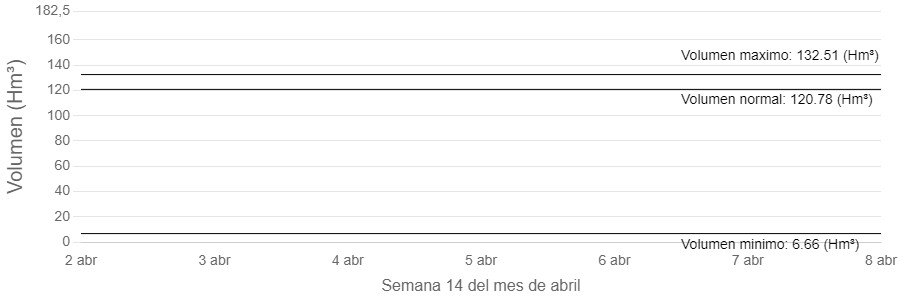 Volumen (Hm³)
182,5
160
140
120
100
80
60
40
20
0
Volumen maximo: 132.51 (Hm³)
Volumen normal: 120.78 (Hm³)
Volumen minimo: 6.66 (Hm³)
2 abr 3 abr 4 abr 5 abr 6 abr 7 abr 8 abr
Semana 14 del mes de abril